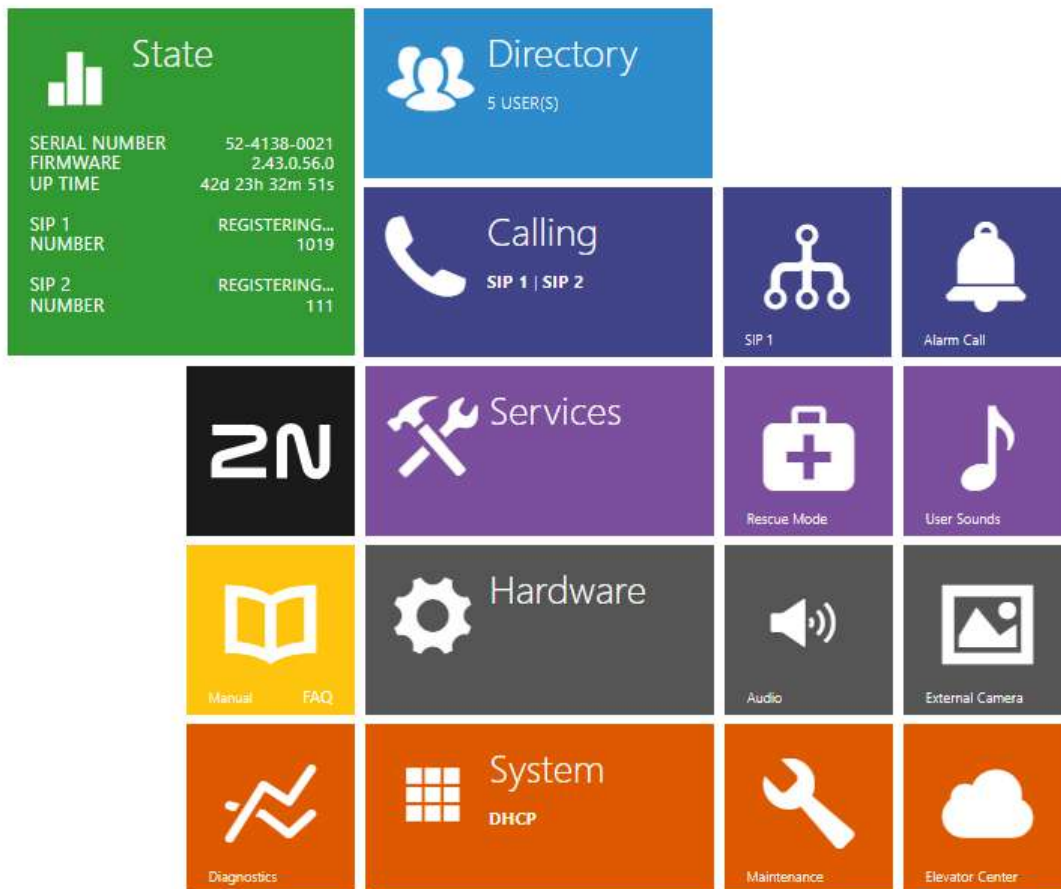 State
SERIAL NUMBER 52-4138-0021
FIRMWARE 2.43.0.56.0
UP TIME 42d 23h 32m 51s
SIP 1 REGISTERING...
NUMBER 1019
SIP 2 REGISTERING...
NUMBER 111
Directory
5 USER(S)
Calling
SIP 1 | SIP 2
SIP 1
Alarm Call
2N
Services
Rescue Mode
User Sounds
Manual FAQ
Hardware
Audio
External Camera
Diagnostics
System
DHCP
Maintenance
Elevator Center